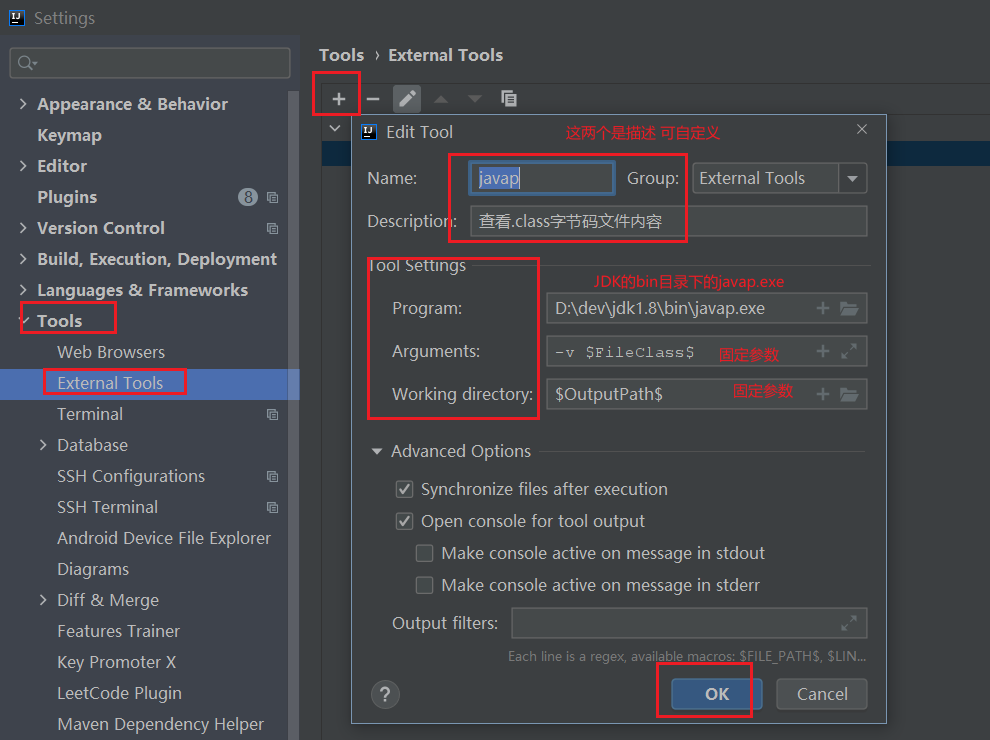 Settings
Tools › External Tools
Appearance & Behavior
Keymap
Editor
Plugins 8
Version Control
Build, Execution, Deployment
Languages & Frameworks
Tools
Web Browsers
External Tools
Terminal
Database
SSH Configurations
SSH Terminal
Android Device File Explorer
Diagrams
Diff & Merge
Features Trainer
Key Promoter X
LeetCode Plugin
Maven Dependency Helper
Edit Tool
这两个是描述 可自定义
Name: javap Group: External Tools
Description: 查看.class字节码文件内容
Tool Settings
JDK的bin目录下的javap.exe
Program: D:\dev\jdk1.8\bin\javap.exe
Arguments: -v $FileClass$ 固定参数
Working directory: $OutputPath$ 固定参数
Advanced Options
Synchronize files after execution
Open console for tool output
Make console active on message in stdout
Make console active on message in stderr
Output filters:
Each line is a regex, available macros: $FILE_PATH$, $LIN...
? OK Cancel